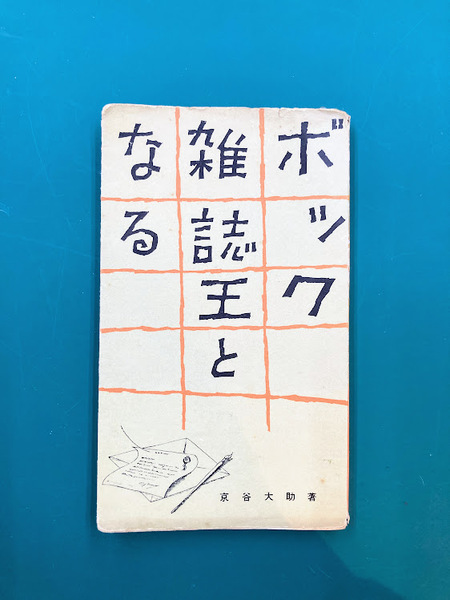 ボック
雑誌王と
なる
京谷大助著